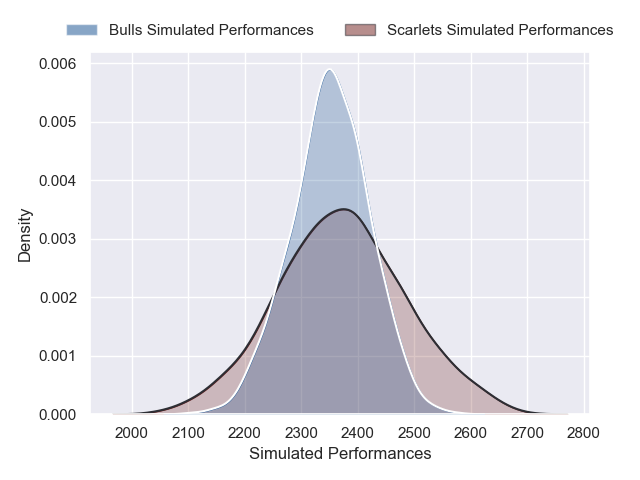 Bulls Simulated Performances Scarlets Simulated Performances
0.006
0.005
0.004
0.003
0.002
0.001
0.000
Density
2000 2100 2200 2300 2400 2500 2600 2700 2800
Simulated Performances